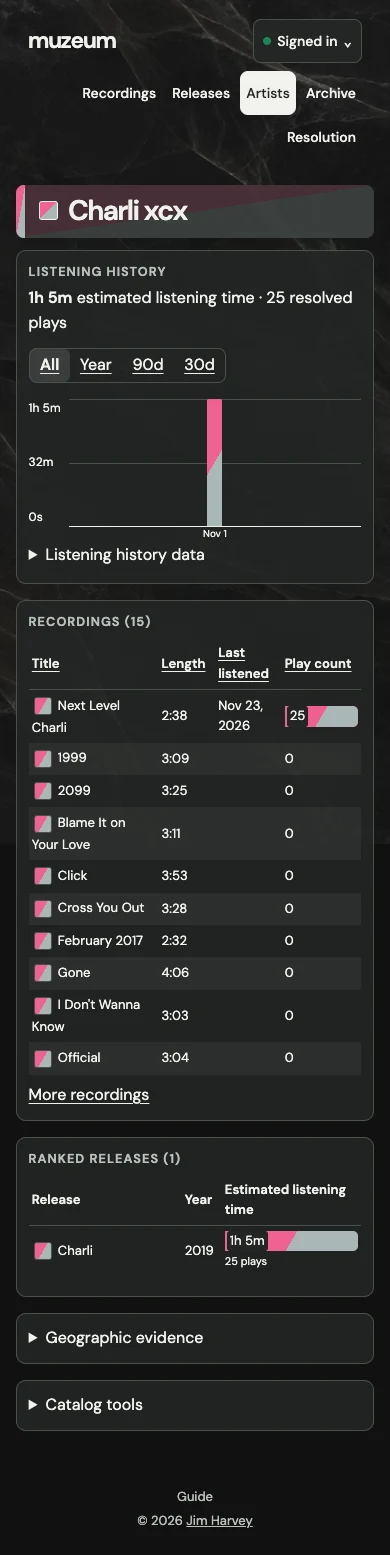 muzeum
Signed in
Recordings Releases Artists Archive
Resolution
Charli xcx
LISTENING HISTORY
1h 5m estimated listening time · 25 resolved
plays
All Year 90d 30d
1h 5m
32m
0s
Nov 1
Listening history data
RECORDINGS (15)
Title Length Last listened Play count
Next Level Charli 2:38 Nov 23, 2026 25
1999 3:09 0
2099 3:25 0
Blame It on Your Love 3:11 0
Click 3:53 0
Cross You Out 3:28 0
February 2017 2:32 0
Gone 4:06 0
I Don't Wanna Know 3:03 0
Official 3:04 0
More recordings
RANKED RELEASES (1)
Release Year Estimated listening time
Charli 2019 1h 5m
25 plays
Geographic evidence
Catalog tools
Guide
© 2026 Jim Harvey